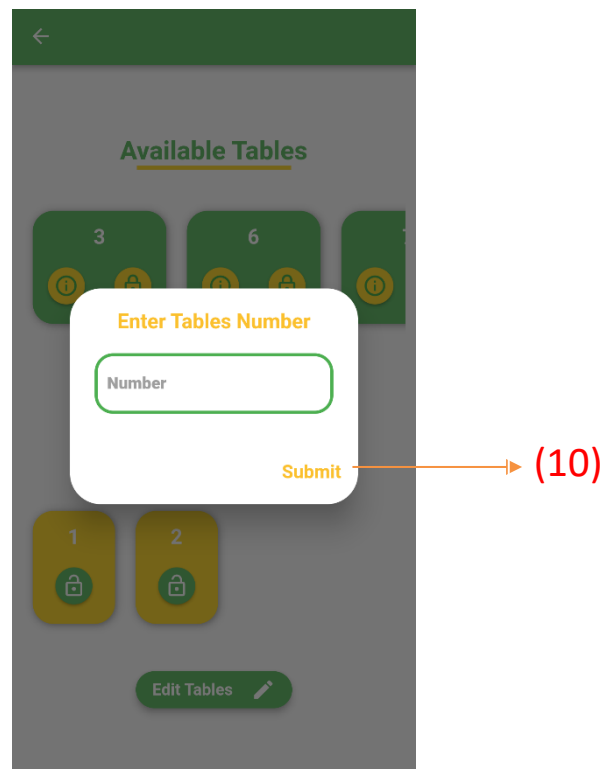 Available Tables
3 6
Enter Tables Number
Number
Submit
(10)
1 2
Edit Tables